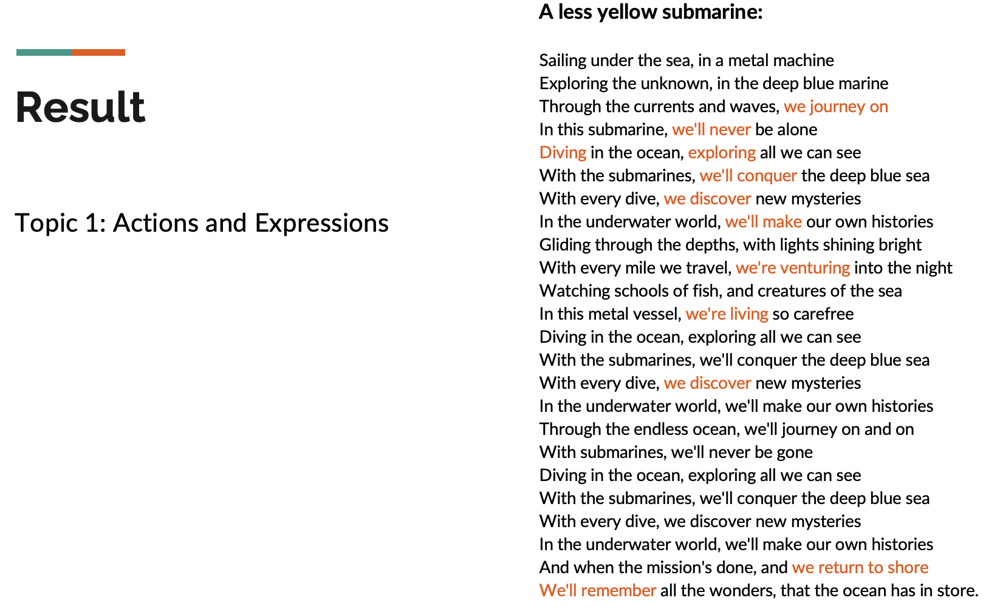 Result
Topic 1: Actions and Expressions
A less yellow submarine:
Sailing under the sea, in a metal machine
Exploring the unknown, in the deep blue marine
Through the currents and waves, we journey on
In this submarine, we'll never be alone
Diving in the ocean, exploring all we can see
With the submarines, we'll conquer the deep blue sea
With every dive, we discover new mysteries
In the underwater world, we'll make our own histories
Gliding through the depths, with lights shining bright
With every mile we travel, we're venturing into the night
Watching schools of fish, and creatures of the sea
In this metal vessel, we're living so carefree
Diving in the ocean, exploring all we can see
With the submarines, we'll conquer the deep blue sea
With every dive, we discover new mysteries
In the underwater world, we'll make our own histories
Through the endless ocean, we'll journey on and on
With submarines, we'll never be gone
Diving in the ocean, exploring all we can see
With the submarines, we'll conquer the deep blue sea
With every dive, we discover new mysteries
In the underwater world, we'll make our own histories
And when the mission's done, and we return to shore
We'll remember all the wonders, that the ocean has in store.